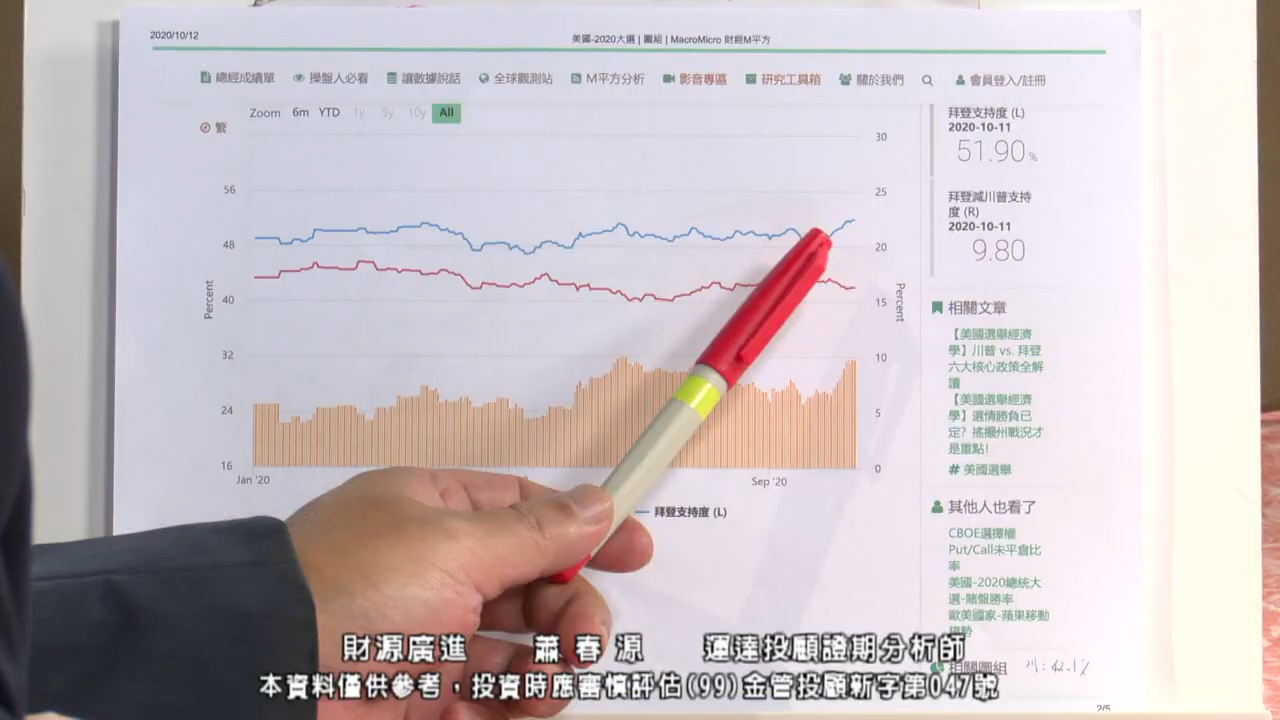 2020/10/12
美國-2020大選 | 圖組 | MacroMicro 財經M平方
總經成績單 操盤人必看 讓數據說話 全球觀測站 M平方分析 影音專區 研究工具箱 關於我們 會員登入/註冊
Zoom 6m YTD 1y 3y 10y All
繁
30
56
25
48
20
40
15
32
10
24
5
16
0
Percent
Percent
Jan '20
Sep '20
拜登支持度 (L)
拜登支持度 (L)
2020-10-11
51.90%
拜登減川普支持
度 (R)
2020-10-11
9.80
相關文章
【美國選舉經濟
學】川普 vs. 拜登
六大核心政策全解
讀
【美國選舉經濟
學】選情勝負已
定？搖擺州戰況才
是重點！
# 美國選舉
其他人也看了
CBOE選擇權
Put/Call未平倉比
率
美國-2020總統大
選-賭盤勝率
歐美國家-蘋果移動
趨勢
相關圖組
川：42.1%
2/5
財源廣進 蕭春源 運達投顧證期分析師
本資料僅供參考，投資時應審慎評估(99)金管投顧新字第047號